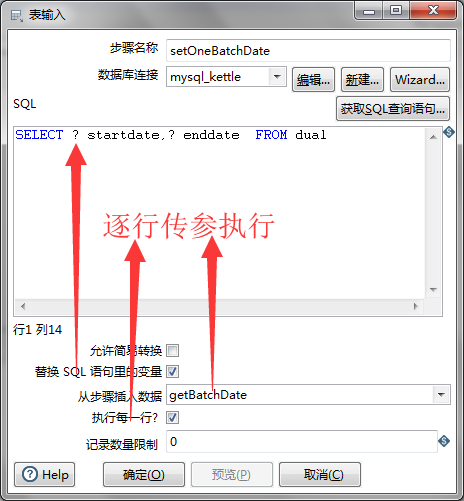 表输入
步骤名称 setOneBatchDate
数据库连接 mysql_kettle 编辑... 新建... Wizard...
SQL 获取SQL查询语句...
SELECT ? startdate,? enddate  FROM dual
逐行传参执行
行1 列14
允许简易转换
替换 SQL 语句里的变量
从步骤插入数据 getBatchDate
执行每一行?
记录数量限制 0
Help 确定(O) 预览(P) 取消(C)